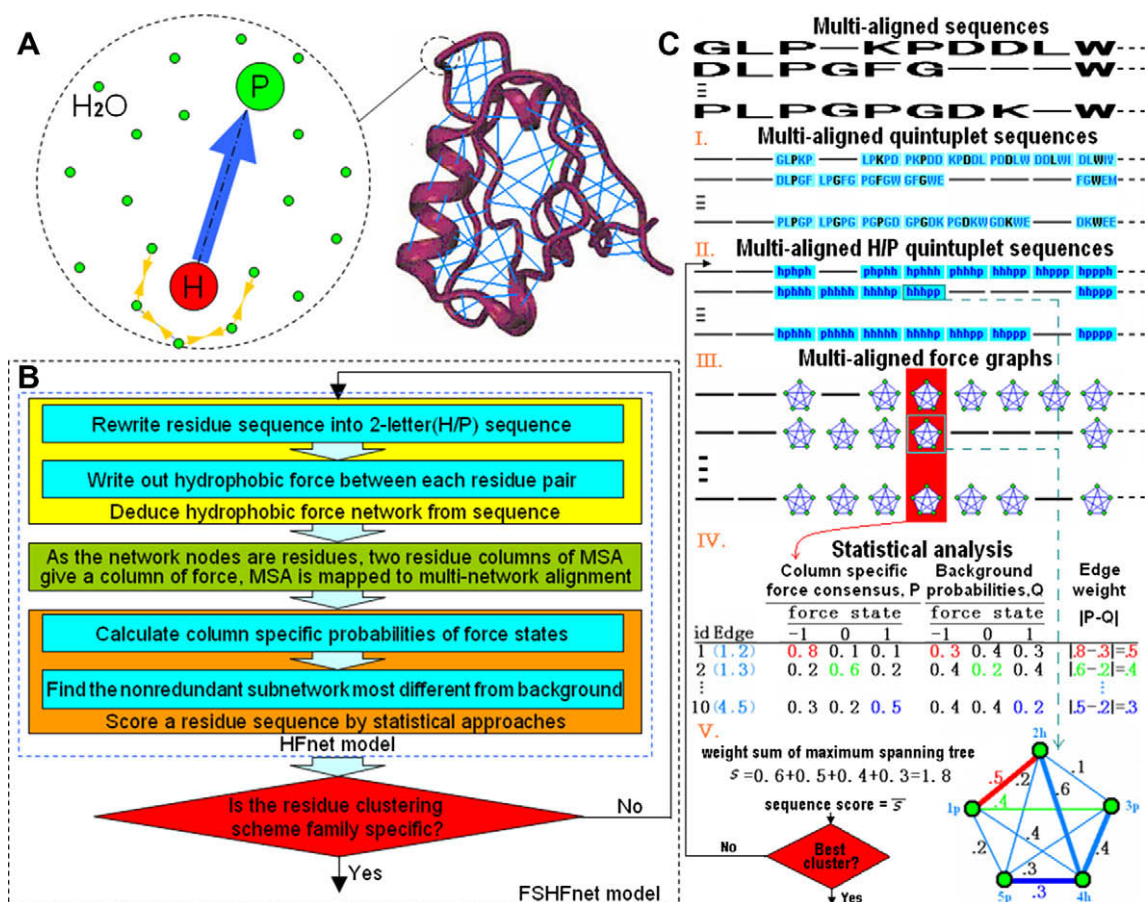 A
H2O
P
H
B
Rewrite residue sequence into 2-letter(H/P) sequence
Write out hydrophobic force between each residue pair
Deduce hydrophobic force network from sequence
As the network nodes are residues, two residue columns of MSA
give a column of force, MSA is mapped to multi-network alignment
Calculate column specific probabilities of force states
Find the nonredundant subnetwork most different from background
Score a residue sequence by statistical approaches
HFnet model
Is the residue clustering
scheme family specific?
No
Yes
FSHFnet model
C
Multi-aligned sequences
GLP—KPDDLW
DLPGFG———W
PLPGPGDK—W
I.
Multi-aligned quintuplet sequences
GLPKP LPKPD PKPDD KPDDL PDDLW DDLWI DLWIV
DLPGF LPGFG PGFGW GFGWE FGWEM
PLPGP LPGPG PGPGD GPGDK PGDKW GDKWE DKWEE
II.
Multi-aligned H/P quintuplet sequences
hphph phphh hphhh phhhp hhhpp hhppp hppph
hphhh phhhh hhhhp hhhpp hhppp
hphhh phhhh hhhhh hhhhp hhhpp hhppp hpppp
III.
Multi-aligned force graphs
IV.
Statistical analysis
Column specific
force consensus, P
Background
probabilities,Q
Edge
weight
|P-Q|
force state force state
id Edge −1 0 1 −1 0 1
1 (1.2) 0.8 0.1 0.1 0.3 0.4 0.3 |.8−.3|=.5
2 (1.3) 0.2 0.6 0.2 0.4 0.2 0.4 |.6−.2|=.4
10 (4.5) 0.3 0.2 0.5 0.4 0.4 0.2 |.5−.2|=.3
V.
weight sum of maximum spanning tree
s=0.6+0.5+0.4+0.3=1.8
sequence score = s̅
No
Best
cluster?
Yes
2h
.5
.2
.1
.6
1p
.4
3p
.4
.4
.2
.3
.2
.4
5p
.3
4h